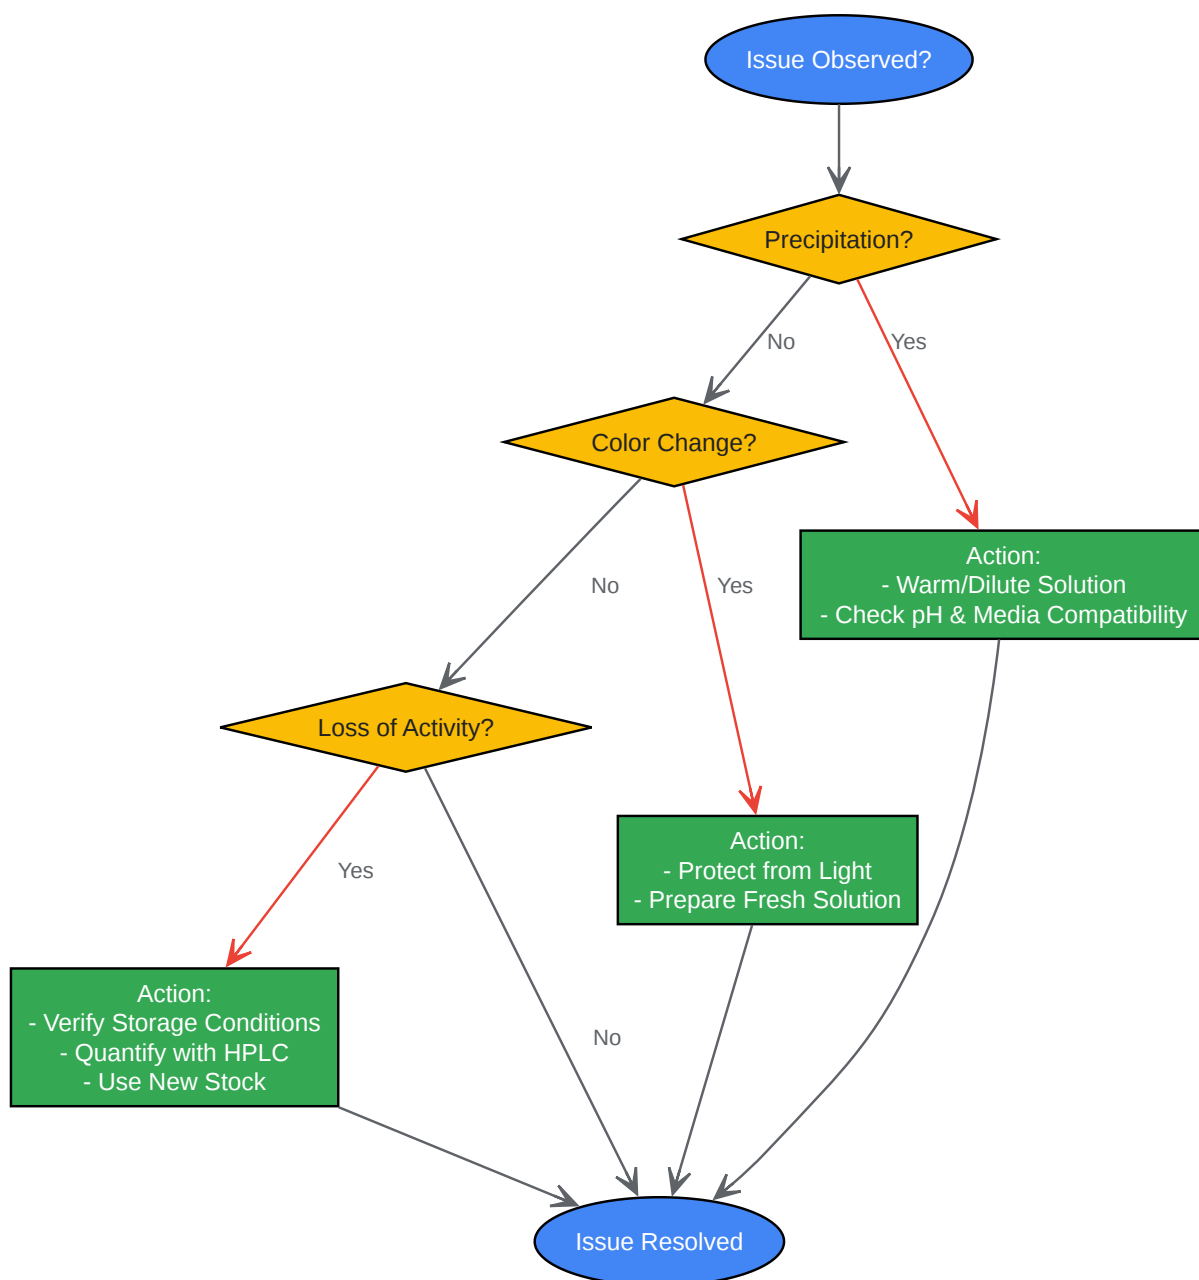 Issue Observed?
Precipitation?
No
Yes
Color Change?
No
Yes
Action:
- Warm/Dilute Solution
- Check pH & Media Compatibility
Loss of Activity?
Yes
No
Action:
- Protect from Light
- Prepare Fresh Solution
Action:
- Verify Storage Conditions
- Quantify with HPLC
- Use New Stock
Issue Resolved